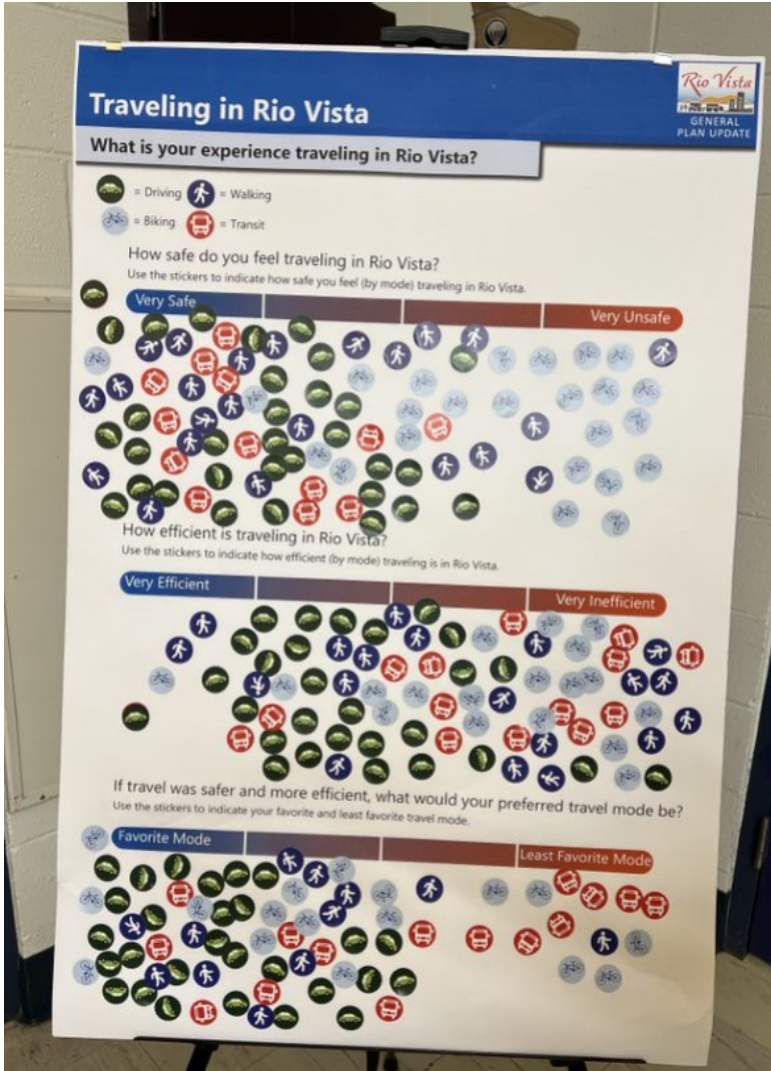 Traveling in Rio Vista
Rio Vista
GENERAL
PLAN UPDATE
What is your experience traveling in Rio Vista?
= Driving = Walking
= Biking = Transit
How safe do you feel traveling in Rio Vista?
Use the stickers to indicate how safe you feel (by mode) traveling in Rio Vista.
Very Safe Very Unsafe
How efficient is traveling in Rio Vista?
Use the stickers to indicate how efficient (by mode) traveling is in Rio Vista.
Very Efficient Very Inefficient
If travel was safer and more efficient, what would your preferred travel mode be?
Use the stickers to indicate your favorite and least favorite travel mode.
Favorite Mode Least Favorite Mode